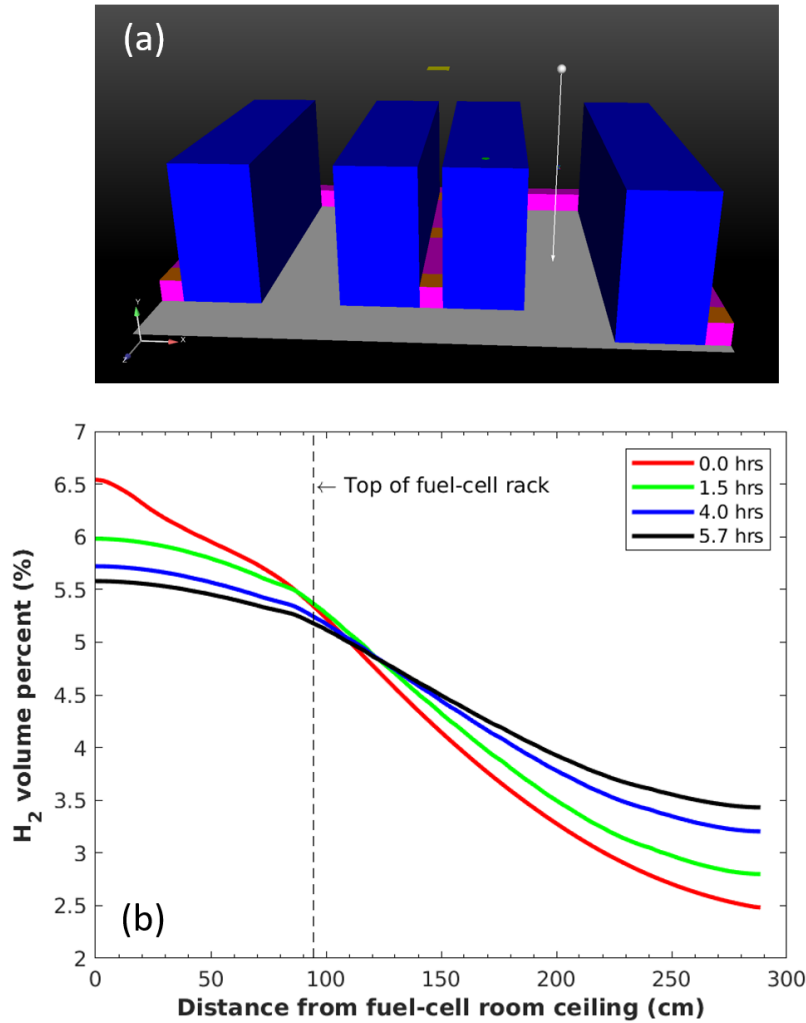 (a)
Y
X
Z
7
6.5
6
5.5
5
4.5
4
3.5
3
2.5
2
H2 volume percent (%)
← Top of fuel-cell rack
0.0 hrs
1.5 hrs
4.0 hrs
5.7 hrs
(b)
0 50 100 150 200 250 300
Distance from fuel-cell room ceiling (cm)